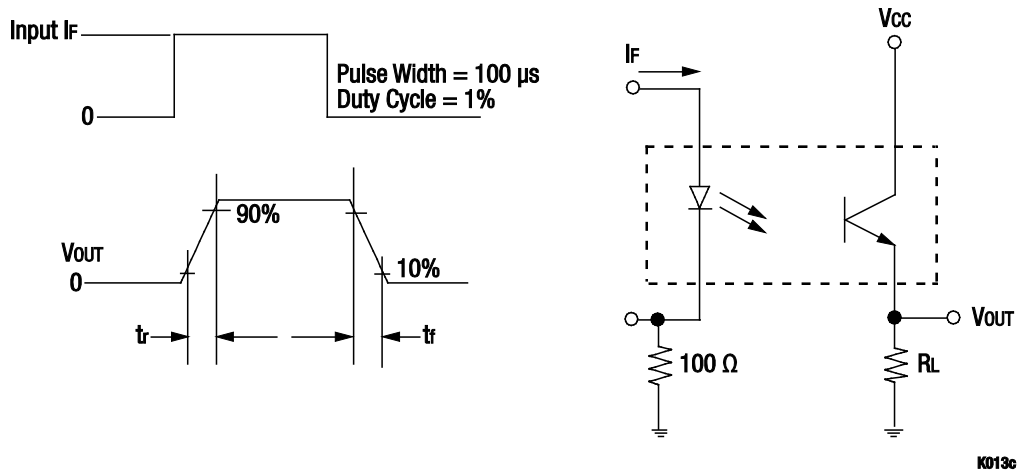 Input IF
Pulse Width = 100 µs
Duty Cycle = 1%
0
90%
VOUT
0
10%
tr
tf
VCC
IF
VOUT
100 Ω
RL
K013c